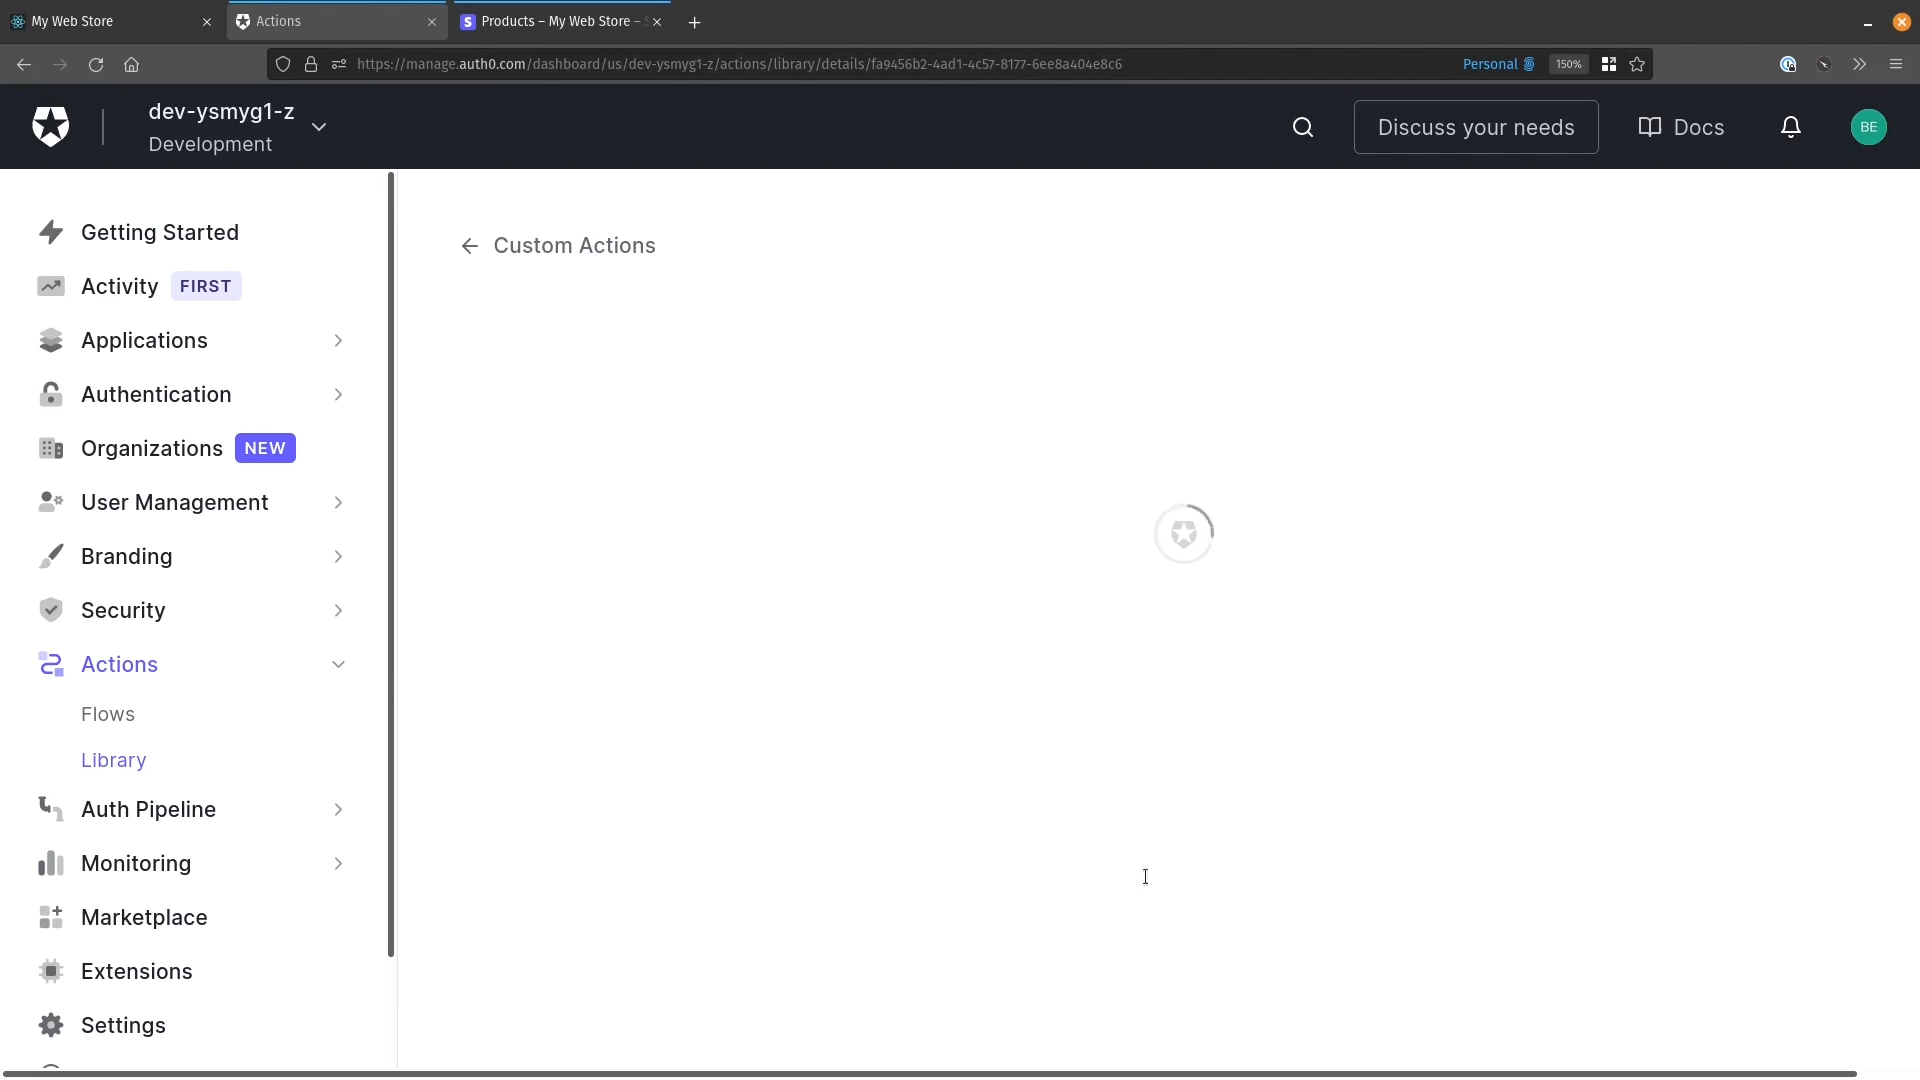 My Web Store
Actions
Products – My Web Store –
https://manage.auth0.com/dashboard/us/dev-ysmyg1-z/actions/library/details/fa9456b2-4ad1-4c57-8177-6ee8a404e8c6
Personal
150%
dev-ysmyg1-z
Development
Discuss your needs
Docs
BE
Getting Started
Activity FIRST
Applications
Authentication
Organizations NEW
User Management
Branding
Security
Actions
Flows
Library
Auth Pipeline
Monitoring
Marketplace
Extensions
Settings
Custom Actions